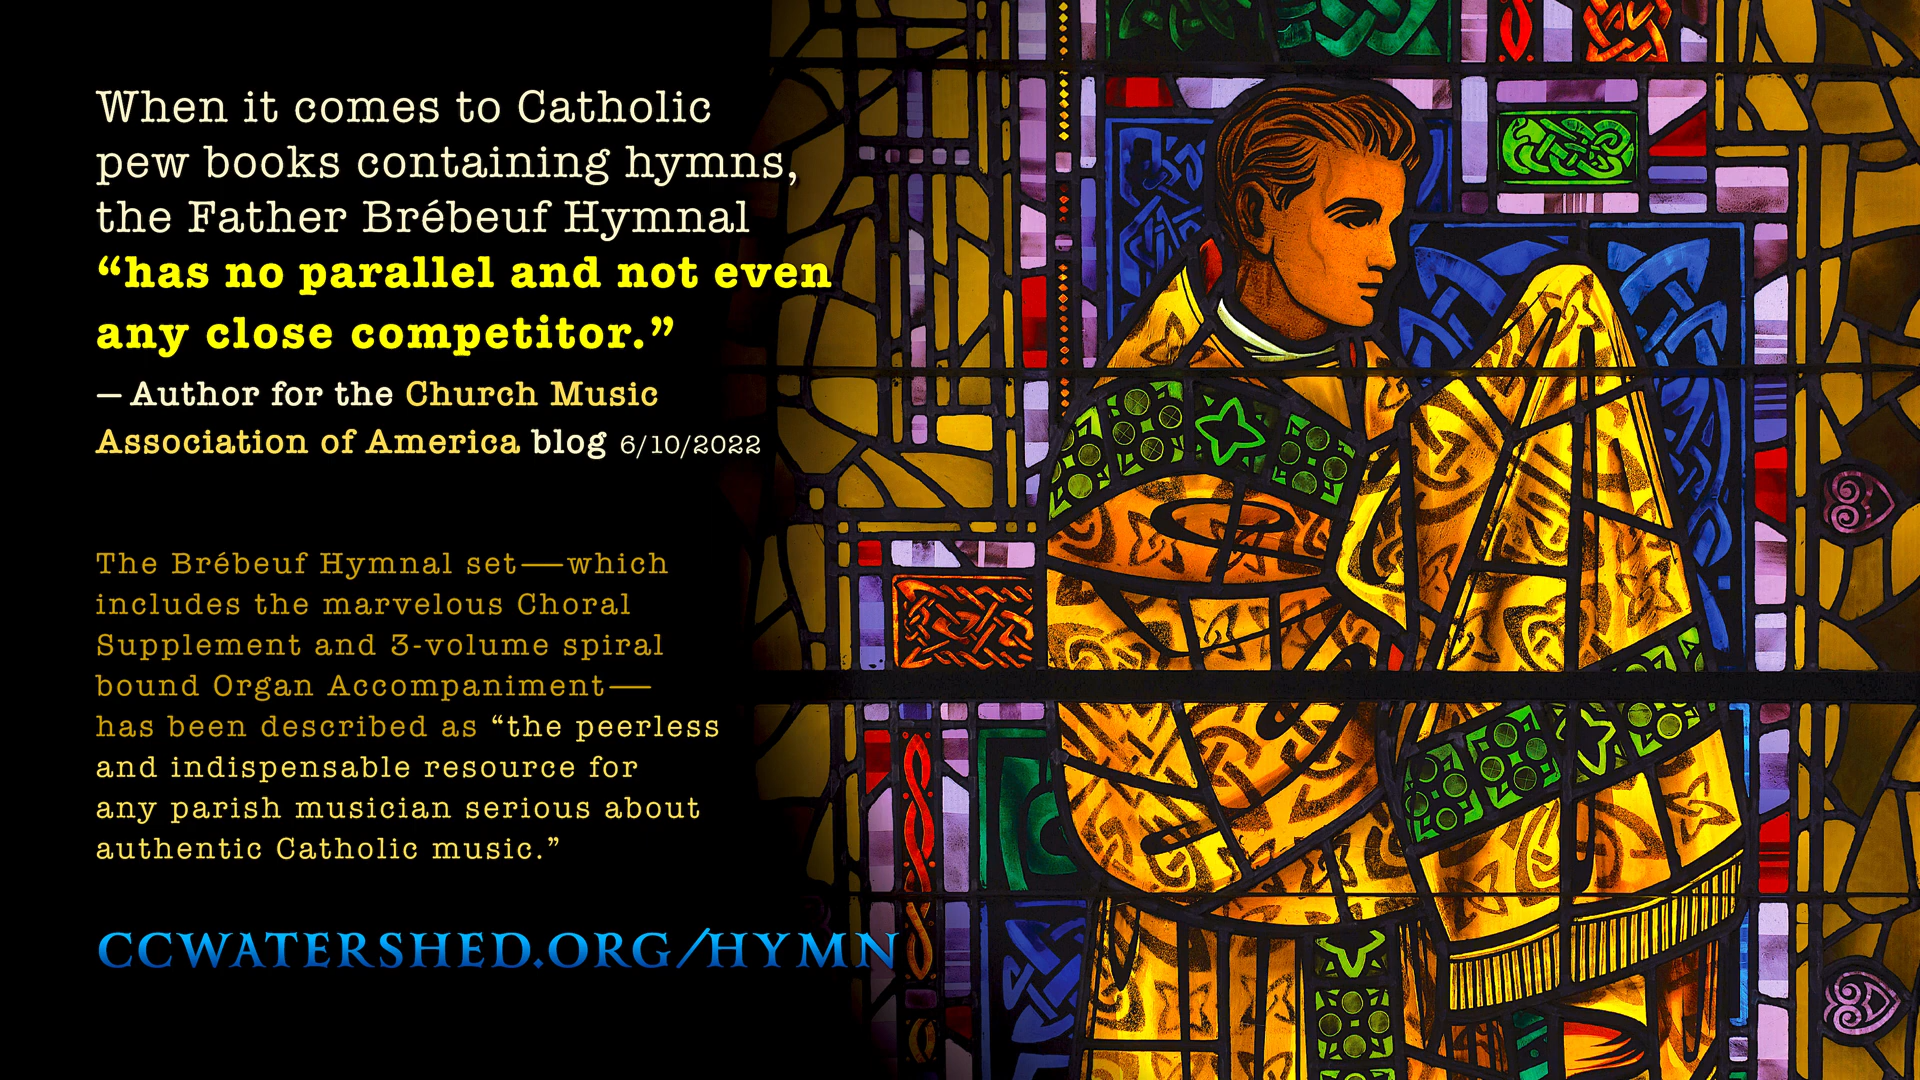 When it comes to Catholic
pew books containing hymns,
the Father Brébeuf Hymnal
“has no parallel and not even
any close competitor.”
— Author for the Church Music
Association of America blog 6/10/2022
The Brébeuf Hymnal set—which
includes the marvelous Choral
Supplement and 3-volume spiral
bound Organ Accompaniment—
has been described as “the peerless
and indispensable resource for
any parish musician serious about
authentic Catholic music.”
CCWATERSHED.ORG/HYMN